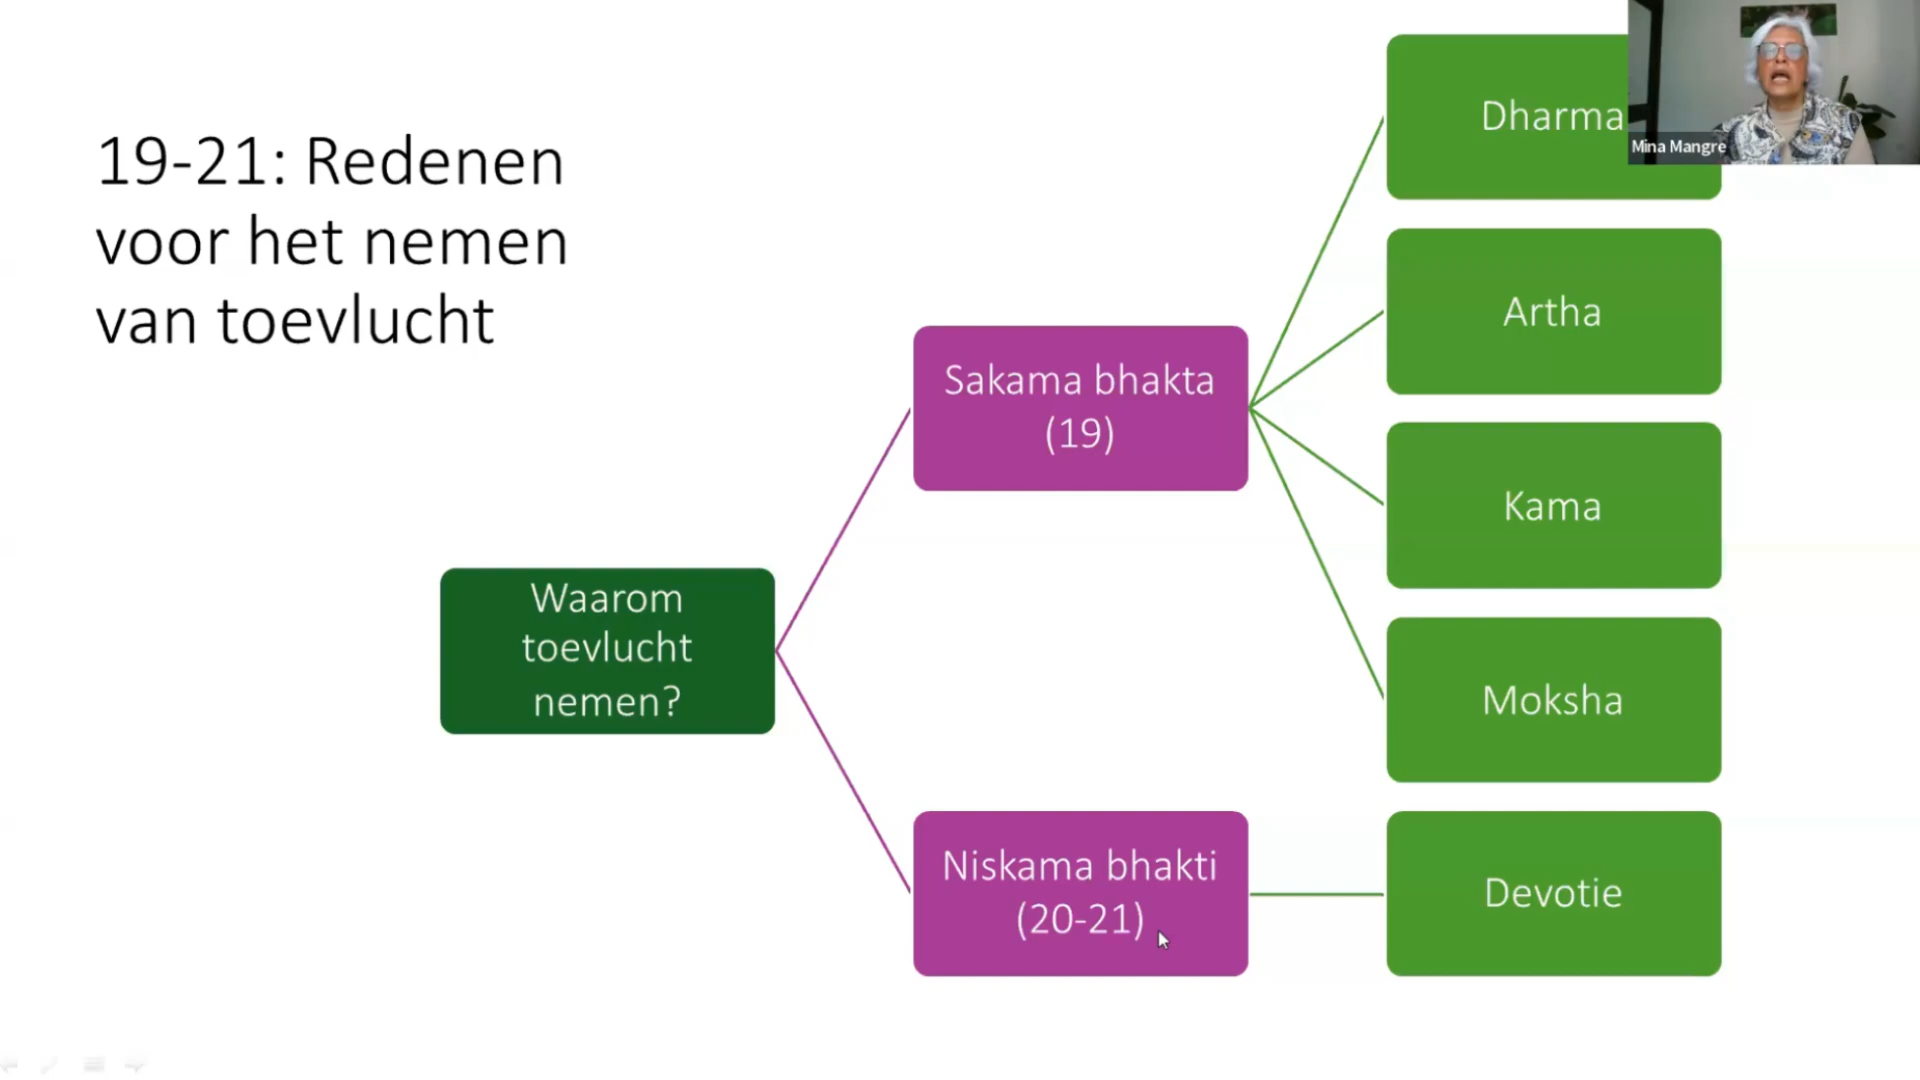 19-21: Redenen
voor het nemen
van toevlucht
Waarom
toevlucht
nemen?
Sakama bhakta
(19)
Niskama bhakti
(20-21)
Dharma
Artha
Kama
Moksha
Devotie
Mina Mangre